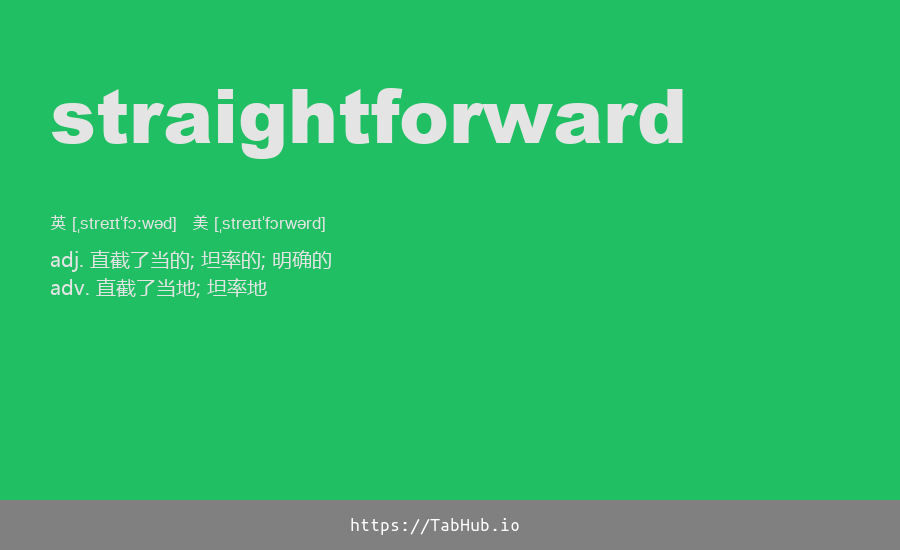 straightforward
英 [ˌstreɪtˈfɔːwəd] 美 [ˌstreɪtˈfɔrwərd]
adj. 直截了当的; 坦率的; 明确的
adv. 直截了当地; 坦率地
https://TabHub.io